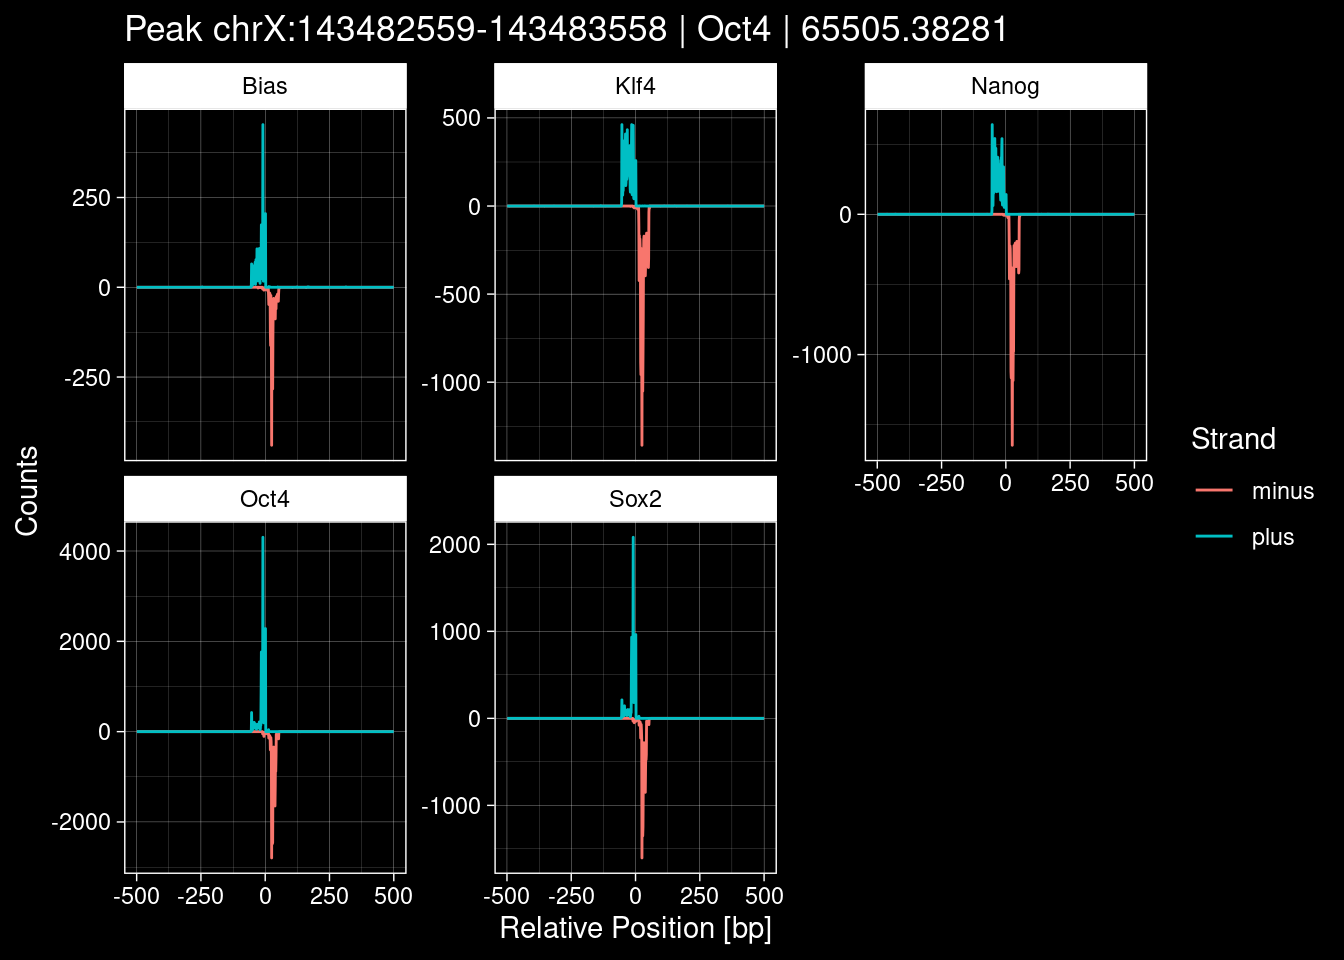 Peak chrX:143482559-143483558 | Oct4 | 65505.38281
Bias
Klf4
Nanog
250
0
-250
500
0
-500
-1000
0
-1000
-500 -250 0 250 500
Oct4
Sox2
4000
2000
0
-2000
2000
1000
0
-1000
-500 -250 0 250 500
-500 -250 0 250 500
Relative Position [bp]
Counts
Strand
minus
plus